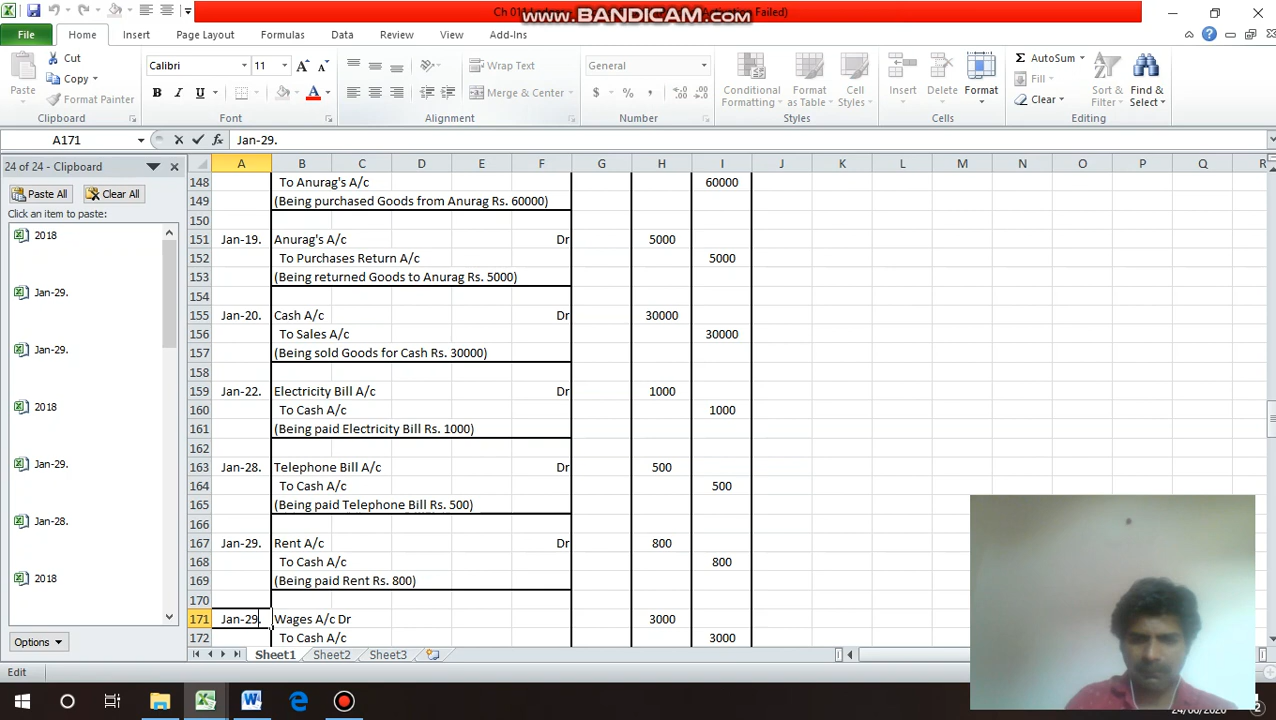 Ch 01
www.BANDICAM.com
Failed)
File Home Insert Page Layout Formulas Data Review View Add-Ins
Paste
Cut
Copy
Format Painter
Clipboard
Calibri 11
B I U A
Font
Wrap Text
Merge & Center
Alignment
General
$ % ,
Number
Conditional Formatting
Format as Table
Cell Styles
Styles
Insert Delete Format
Cells
AutoSum
Fill
Clear
Sort & Filter
Find & Select
Editing
A171 fx Jan-29.
24 of 24 - Clipboard
Paste All Clear All
Click an item to paste:
2018
Jan-29.
Jan-29.
2018
Jan-29.
Jan-28.
2018
Options
A B C D E F G H I J K L M N O P Q R
148 To Anurag's A/c 60000
149 (Being purchased Goods from Anurag Rs. 60000)
150
151 Jan-19. Anurag's A/c Dr 5000
152 To Purchases Return A/c 5000
153 (Being returned Goods to Anurag Rs. 5000)
154
155 Jan-20. Cash A/c Dr 30000
156 To Sales A/c 30000
157 (Being sold Goods for Cash Rs. 30000)
158
159 Jan-22. Electricity Bill A/c Dr 1000
160 To Cash A/c 1000
161 (Being paid Electricity Bill Rs. 1000)
162
163 Jan-28. Telephone Bill A/c Dr 500
164 To Cash A/c 500
165 (Being paid Telephone Bill Rs. 500)
166
167 Jan-29. Rent A/c Dr 800
168 To Cash A/c 800
169 (Being paid Rent Rs. 800)
170
171 Jan-29. Wages A/c Dr 3000
172 To Cash A/c 3000
Sheet1 Sheet2 Sheet3
Edit